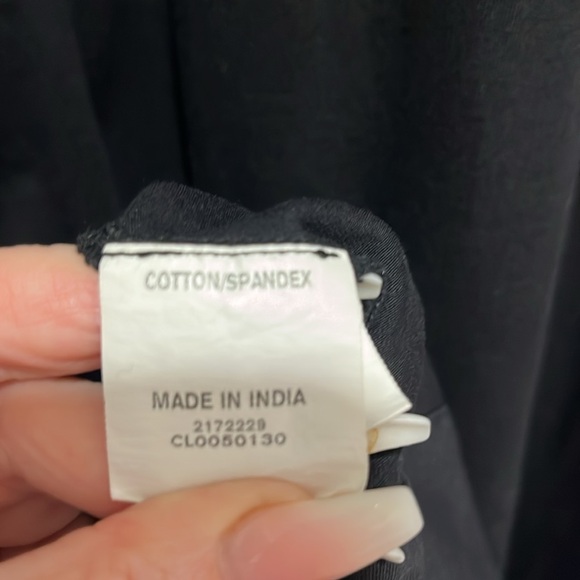 COTTON/SPANDEX
MADE IN INDIA
2172229
CL0050130